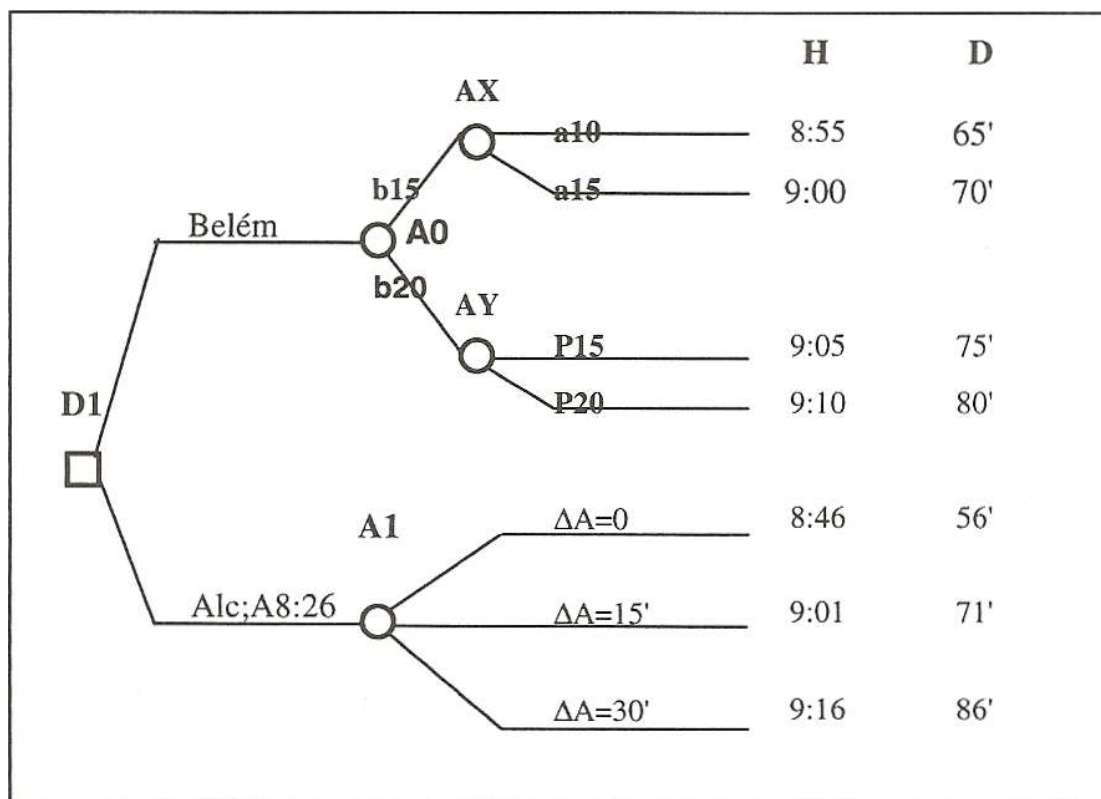 H D
AX
a10 8:55 65'
b15 a15 9:00 70'
Belém A0
b20
AY
P15 9:05 75'
P20 9:10 80'
D1
ΔA=0 8:46 56'
A1
Alc;A8:26 ΔA=15' 9:01 71'
ΔA=30' 9:16 86'